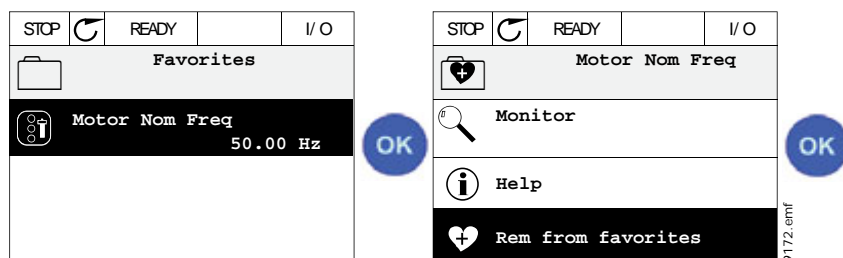 STOP READY I/O
Favorites
Motor Nom Freq
50.00 Hz
OK
STOP READY I/O
Motor Nom Freq
Monitor
Help
Rem from favorites
OK
9172.emf